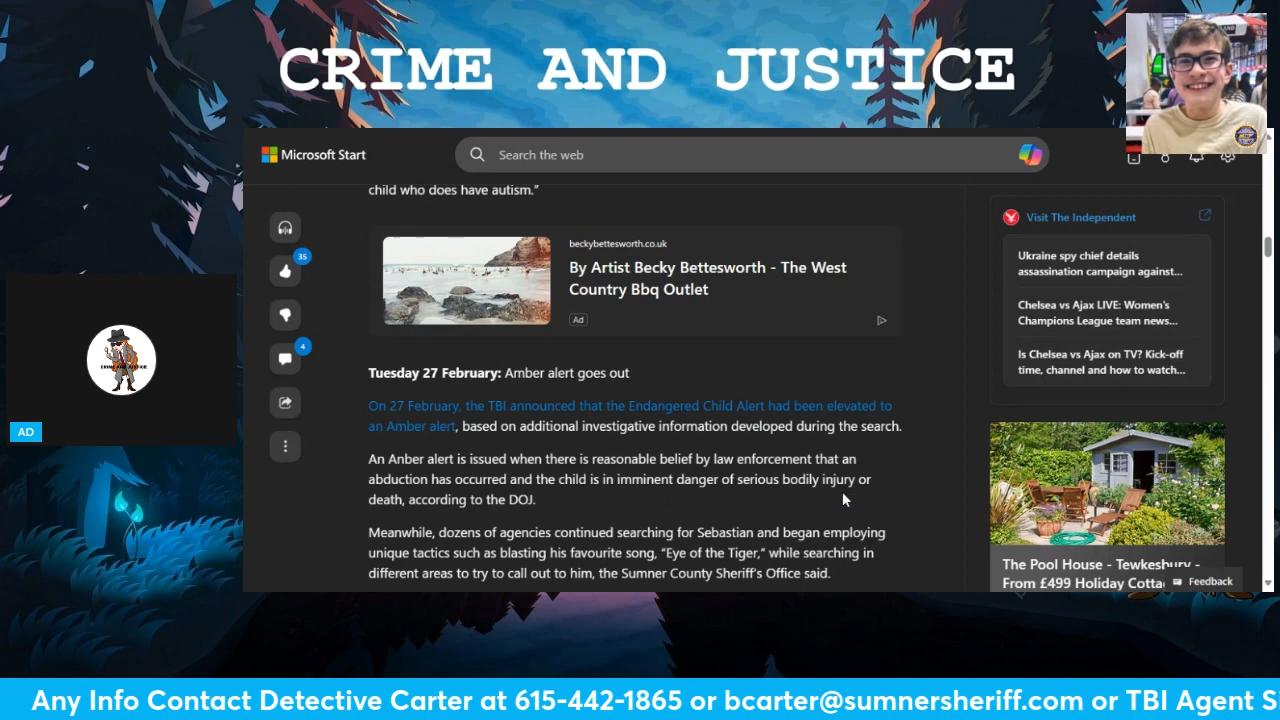 CRIME AND JUSTICE
Microsoft Start
Search the web
child who does have autism.”
35
4
beckybettesworth.co.uk
By Artist Becky Bettesworth - The West
Country Bbq Outlet
Ad
Tuesday 27 February: Amber alert goes out
On 27 February, the TBI announced that the Endangered Child Alert had been elevated to
an Amber alert, based on additional investigative information developed during the search.
An Anber alert is issued when there is reasonable belief by law enforcement that an
abduction has occurred and the child is in imminent danger of serious bodily injury or
death, according to the DOJ.
Meanwhile, dozens of agencies continued searching for Sebastian and began employing
unique tactics such as blasting his favourite song, “Eye of the Tiger,” while searching in
different areas to try to call out to him, the Sumner County Sheriff’s Office said.
Visit The Independent
Ukraine spy chief details
assassination campaign against...
Chelsea vs Ajax LIVE: Women's
Champions League team news...
Is Chelsea vs Ajax on TV? Kick-off
time, channel and how to watch...
The Pool House - Tewkesbury -
From £499 Holiday Cotta
Feedback
CRIME AND JUSTICE
AD
Any Info Contact Detective Carter at 615-442-1865 or bcarter@sumnersheriff.com or TBI Agent S